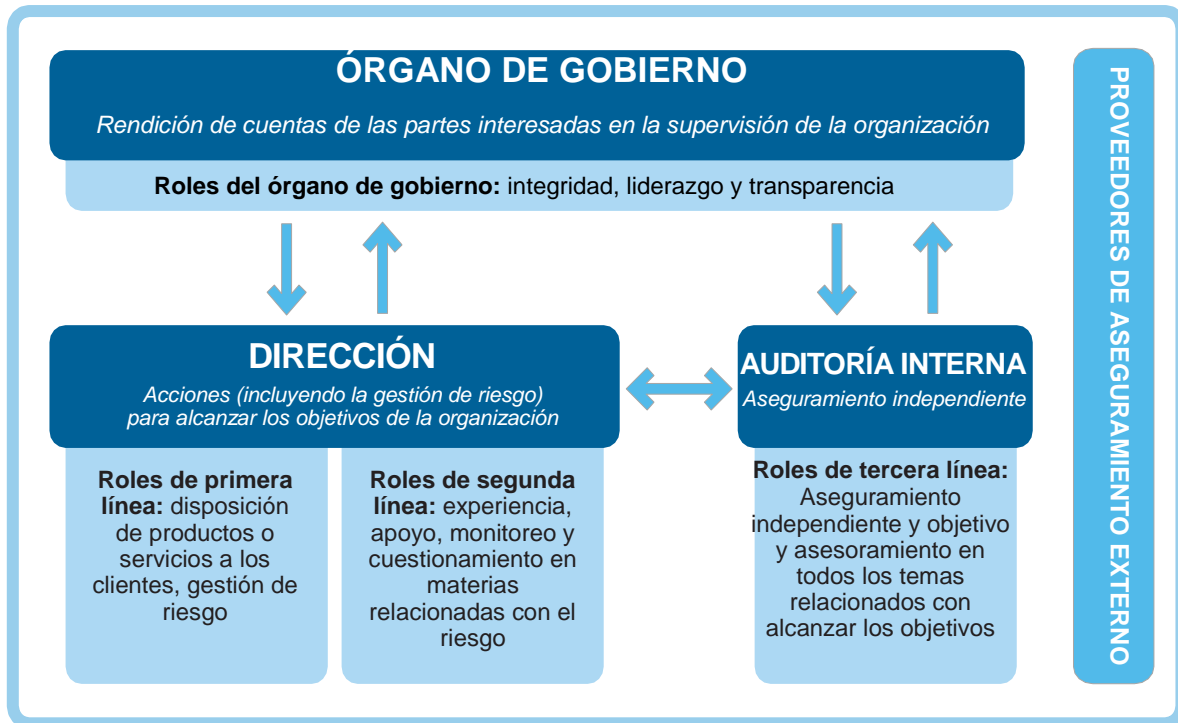 ÓRGANO DE GOBIERNO
Rendición de cuentas de las partes interesadas en la supervisión de la organización
Roles del órgano de gobierno: integridad, liderazgo y transparencia
DIRECCIÓN
Acciones (incluyendo la gestión de riesgo)
para alcanzar los objetivos de la organización
Roles de primera
línea: disposición
de productos o
servicios a los
clientes, gestión de
riesgo
Roles de segunda
línea: experiencia,
apoyo, monitoreo y
cuestionamiento en
materias
relacionadas con el
riesgo
AUDITORÍA INTERNA
Aseguramiento independiente
Roles de tercera línea:
Aseguramiento
independiente y objetivo
y asesoramiento en
todos los temas
relacionados con
alcanzar los objetivos
PROVEEDORES DE ASEGURAMIENTO EXTERNO